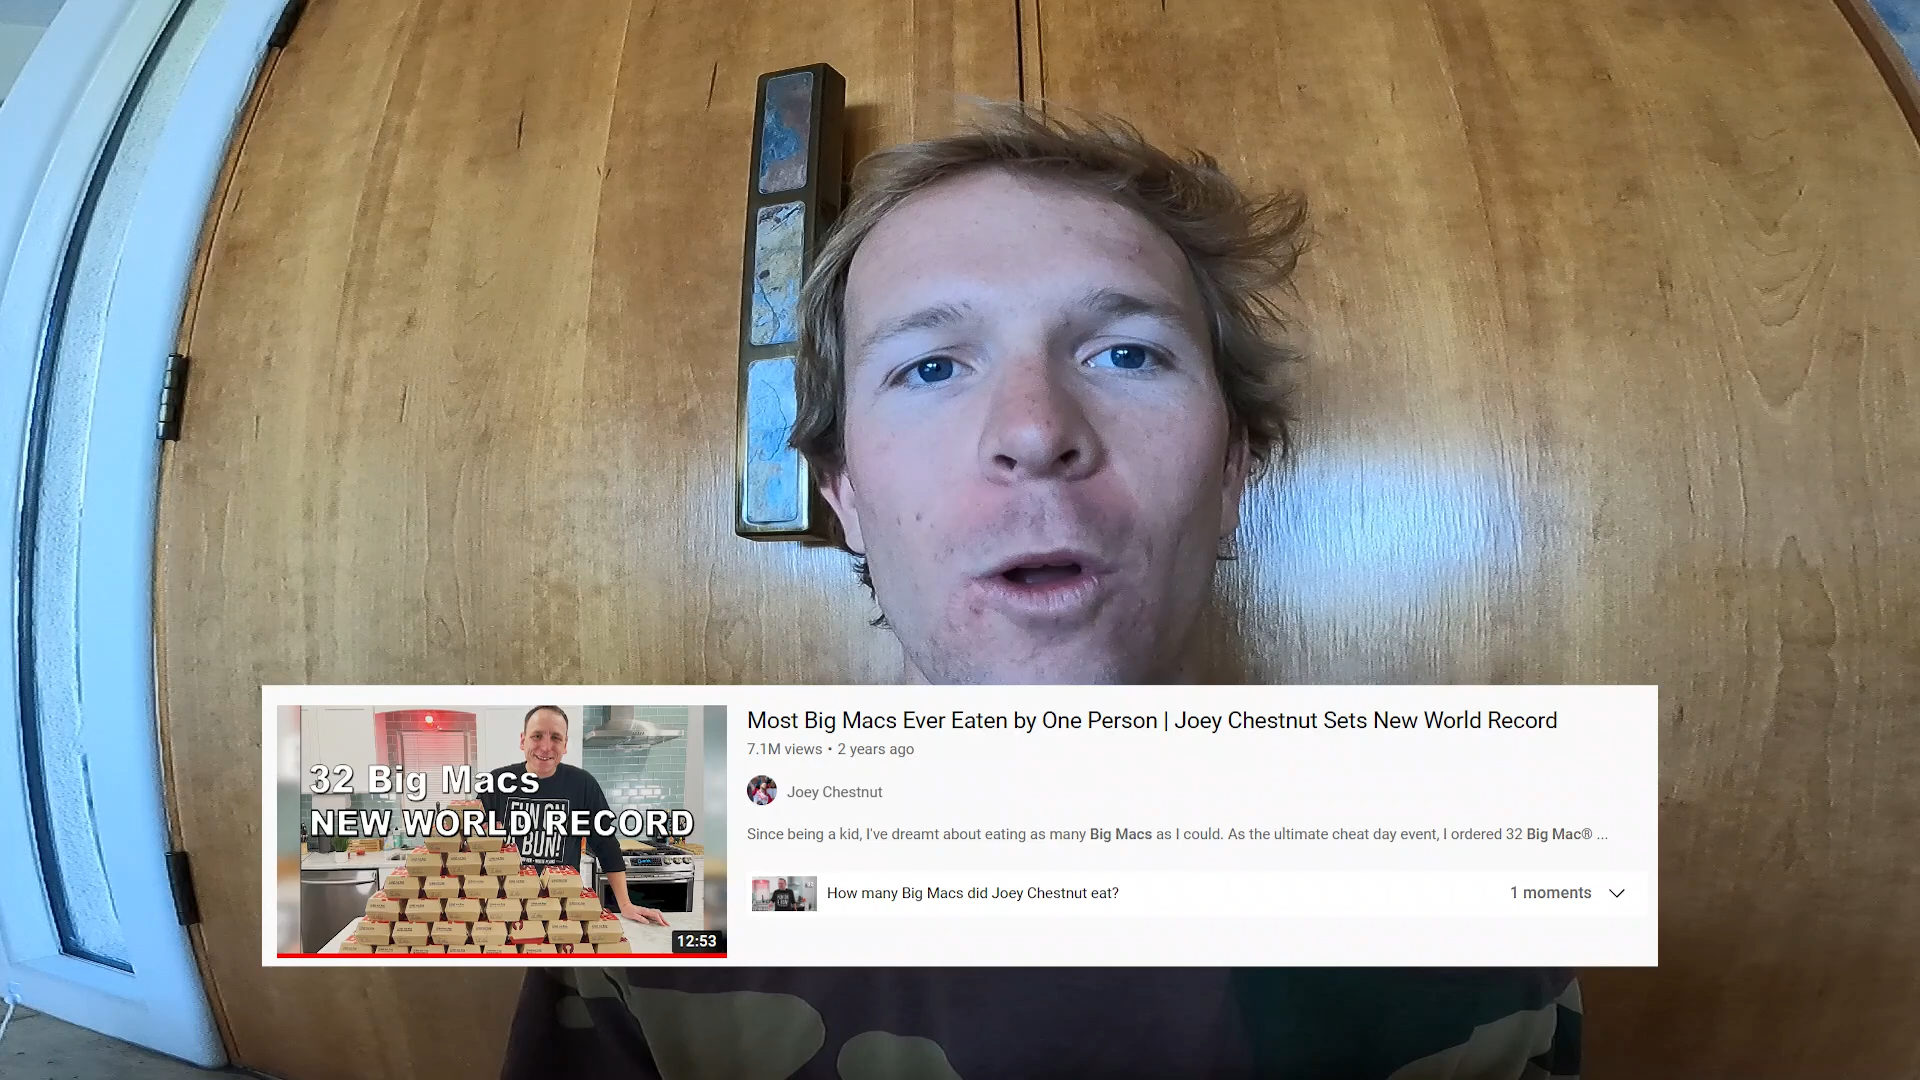 32 Big Macs
NEW WORLD RECORD
FUN ON
A BUN!
12:53
Most Big Macs Ever Eaten by One Person | Joey Chestnut Sets New World Record
7.1M views • 2 years ago
Joey Chestnut
Since being a kid, I've dreamt about eating as many Big Macs as I could. As the ultimate cheat day event, I ordered 32 Big Mac® ...
How many Big Macs did Joey Chestnut eat?
1 moments